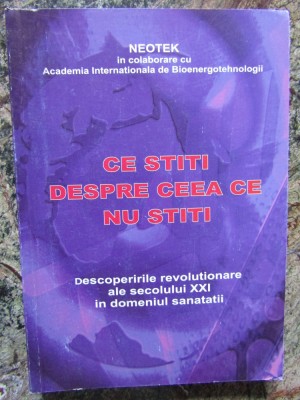 NEOTEK
in colaborare cu
Academia Internationala de Bioenergotehnologii
CE STITI
DESPRE CEEA CE
NU STITI
Descoperirile revolutionare
ale secolului XXI
in domeniul sanatatii